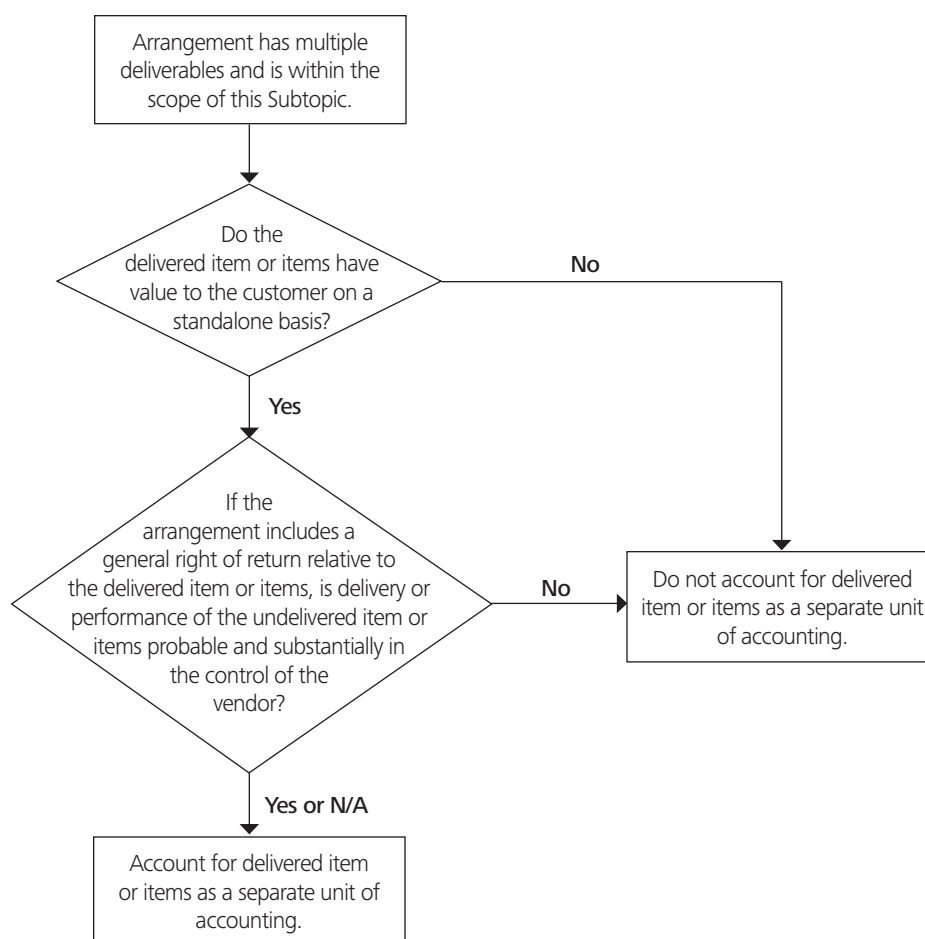 Arrangement has multiple
deliverables and is within the
scope of this Subtopic.
Do the
delivered item or items have
value to the customer on a
standalone basis?
No
Yes
If the
arrangement includes a
general right of return relative to
the delivered item or items, is delivery or
performance of the undelivered item or
items probable and substantially in
the control of the
vendor?
No
Do not account for delivered
item or items as a separate unit
of accounting.
Yes or N/A
Account for delivered item
or items as a separate unit of
accounting.